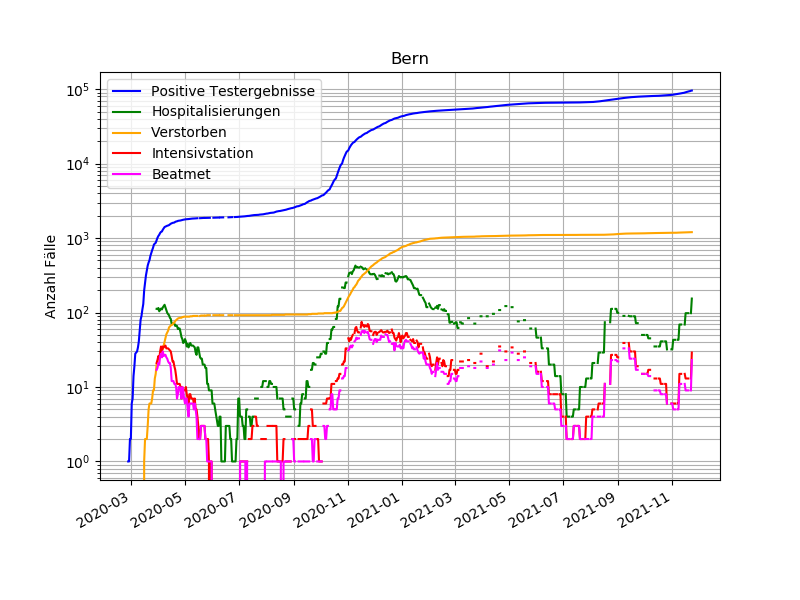 Bern
Anzahl Fälle
10^5
10^4
10^3
10^2
10^1
10^0
Positive Testergebnisse
Hospitalisierungen
Verstorben
Intensivstation
Beatmet
2020-03
2020-05
2020-07
2020-09
2020-11
2021-01
2021-03
2021-05
2021-07
2021-09
2021-11